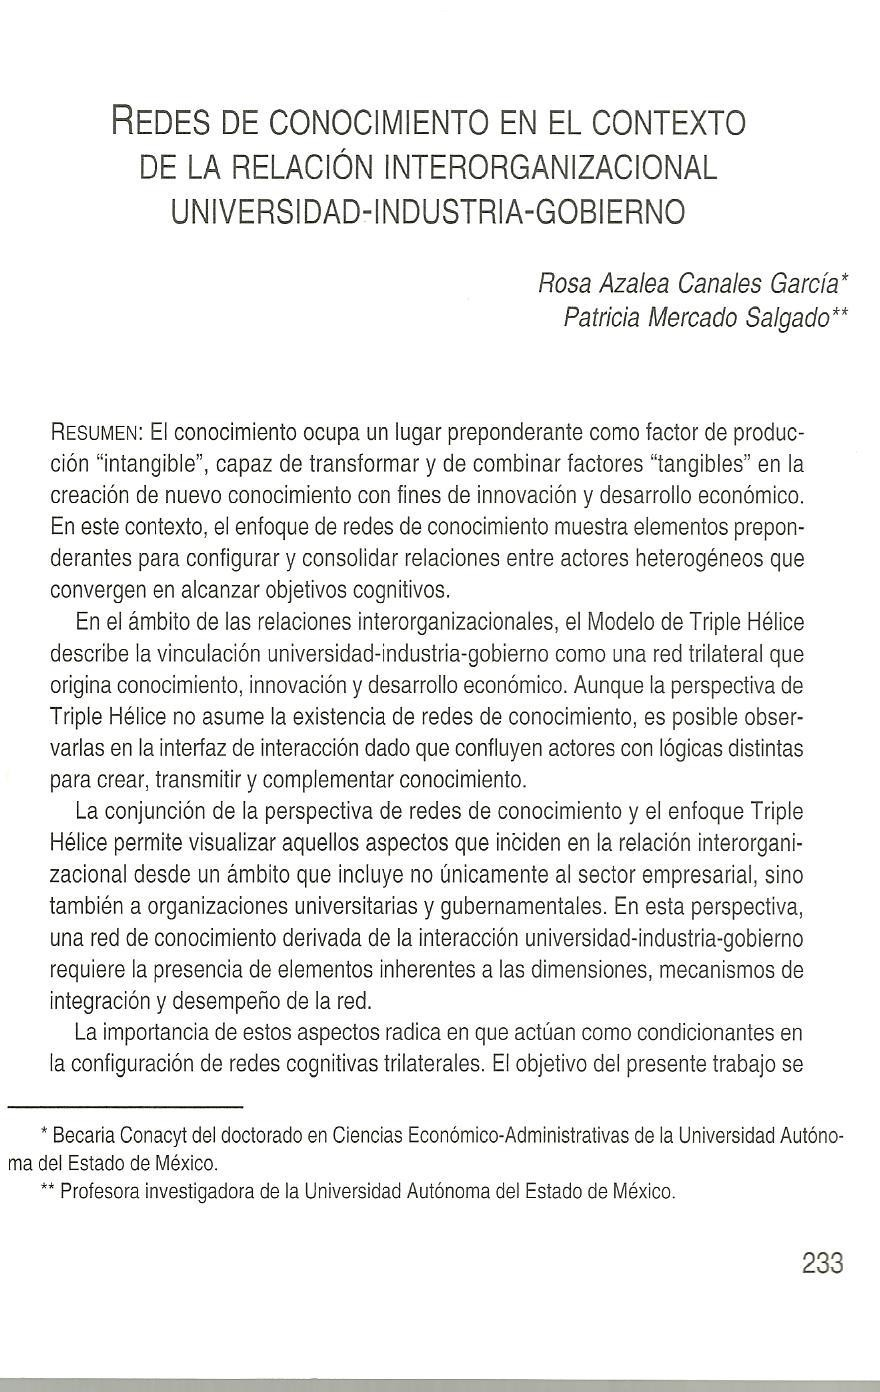 REDES DE CONOCIMIENTO EN EL CONTEXTO
DE LA RELACIÓN INTERORGANIZACIONAL
UNIVERSIDAD-INDUSTRIA-GOBIERNO
Rosa Azalea Canales García*
Patricia Mercado Salgado**
RESUMEN: El conocimiento ocupa un lugar preponderante como factor de produc-
ción “intangible”, capaz de transformar y de combinar factores “tangibles” en la
creación de nuevo conocimiento con fines de innovación y desarrollo económico.
En este contexto, el enfoque de redes de conocimiento muestra elementos prepon-
derantes para configurar y consolidar relaciones entre actores heterogéneos que
convergen en alcanzar objetivos cognitivos.
En el ámbito de las relaciones interorganizacionales, el Modelo de Triple Hélice
describe la vinculación universidad-industria-gobierno como una red trilateral que
origina conocimiento, innovación y desarrollo económico. Aunque la perspectiva de
Triple Hélice no asume la existencia de redes de conocimiento, es posible obser-
varlas en la interfaz de interacción dado que confluyen actores con lógicas distintas
para crear, transmitir y complementar conocimiento.
La conjunción de la perspectiva de redes de conocimiento y el enfoque Triple
Hélice permite visualizar aquellos aspectos que inciden en la relación interorgani-
zacional desde un ámbito que incluye no únicamente al sector empresarial, sino
también a organizaciones universitarias y gubernamentales. En esta perspectiva,
una red de conocimiento derivada de la interacción universidad-industria-gobierno
requiere la presencia de elementos inherentes a las dimensiones, mecanismos de
integración y desempeño de la red.
La importancia de estos aspectos radica en que actúan como condicionantes en
la configuración de redes cognitivas trilaterales. El objetivo del presente trabajo se
* Becaria Conacyt del doctorado en Ciencias Económico-Administrativas de la Universidad Autóno-
ma del Estado de México.
** Profesora investigadora de la Universidad Autónoma del Estado de México.
233